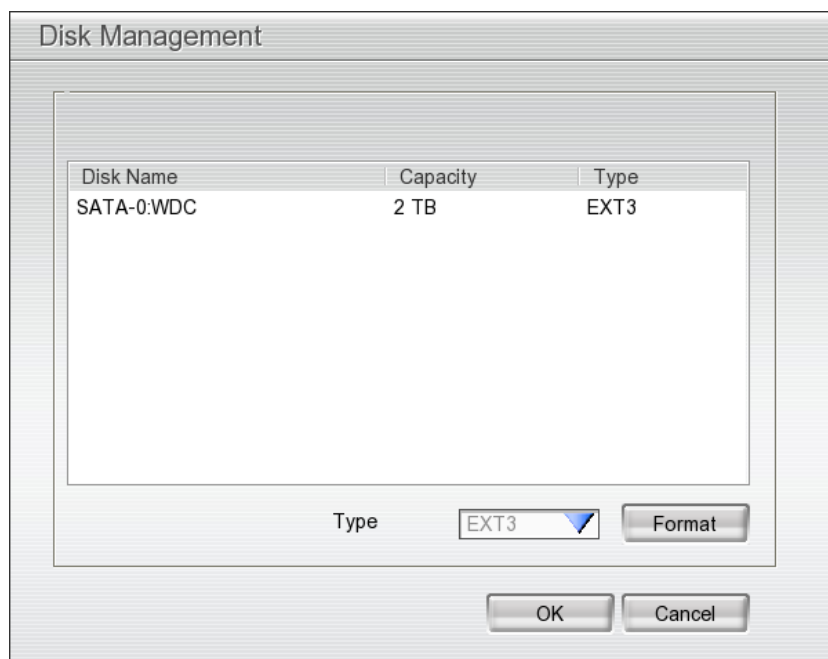 Disk Management
Disk Name Capacity Type
SATA-0:WDC 2 TB EXT3
Type EXT3 Format
OK Cancel